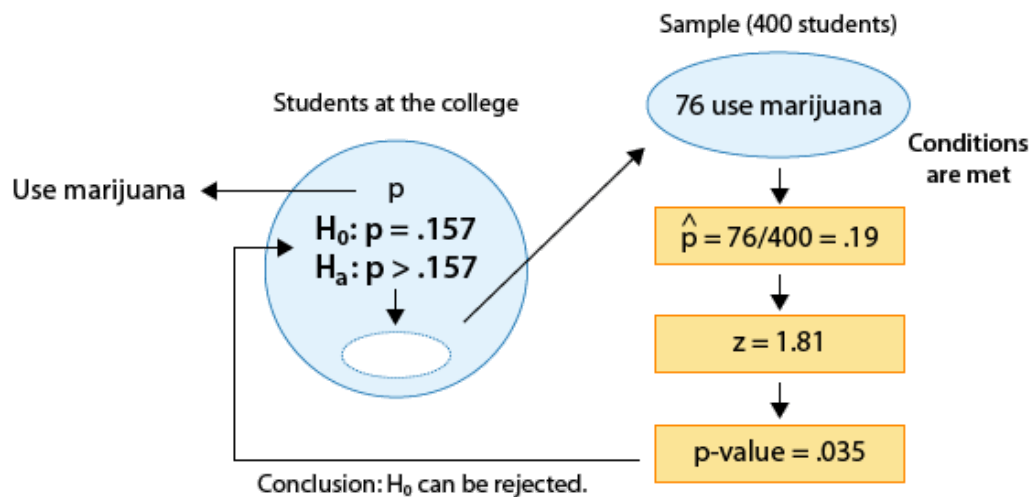 Sample (400 students)
76 use marijuana
Conditions
are met
Students at the college
Use marijuana
p
H₀: p = .157
Hₐ: p > .157
p̂ = 76/400 = .19
z = 1.81
p-value = .035
Conclusion: H₀ can be rejected.